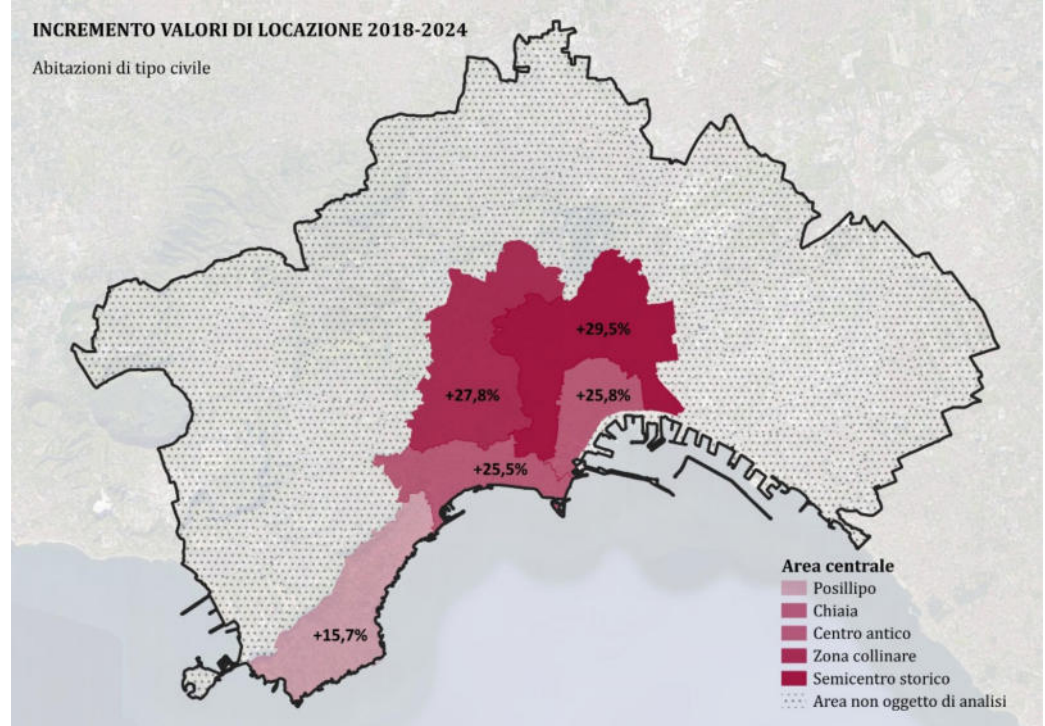 INCREMENTO VALORI DI LOCAZIONE 2018-2024
Abitazioni di tipo civile
+29,5%
+27,8%
+25,8%
+25,5%
+15,7%
Area centrale
Posillipo
Chiaia
Centro antico
Zona collinare
Semicentro storico
Area non oggetto di analisi